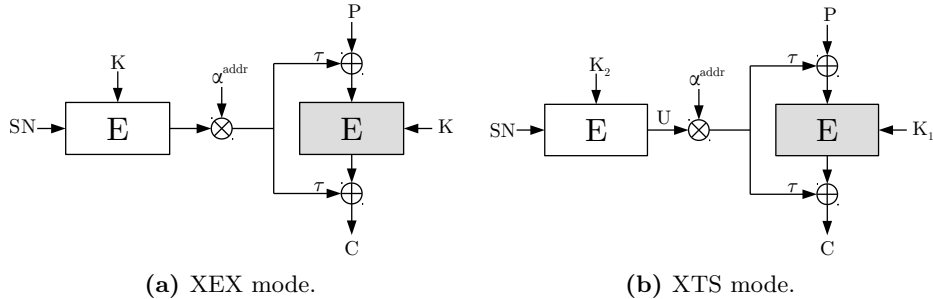 P
K
τ
α^addr
SN
E
E
K
τ
C
(a) XEX mode.
P
K₂
τ
α^addr
SN
E
U
E
K₁
τ
C
(b) XTS mode.